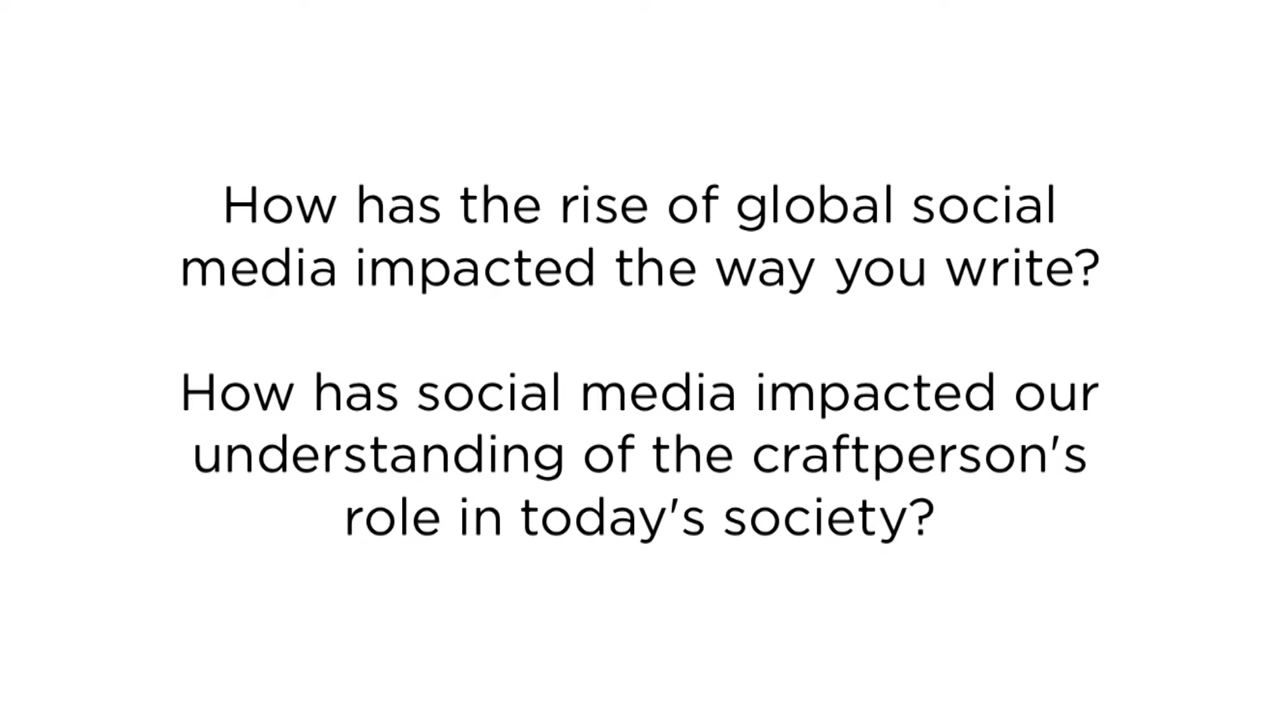 How has the rise of global social
media impacted the way you write?
How has social media impacted our
understanding of the craftperson's
role in today's society?